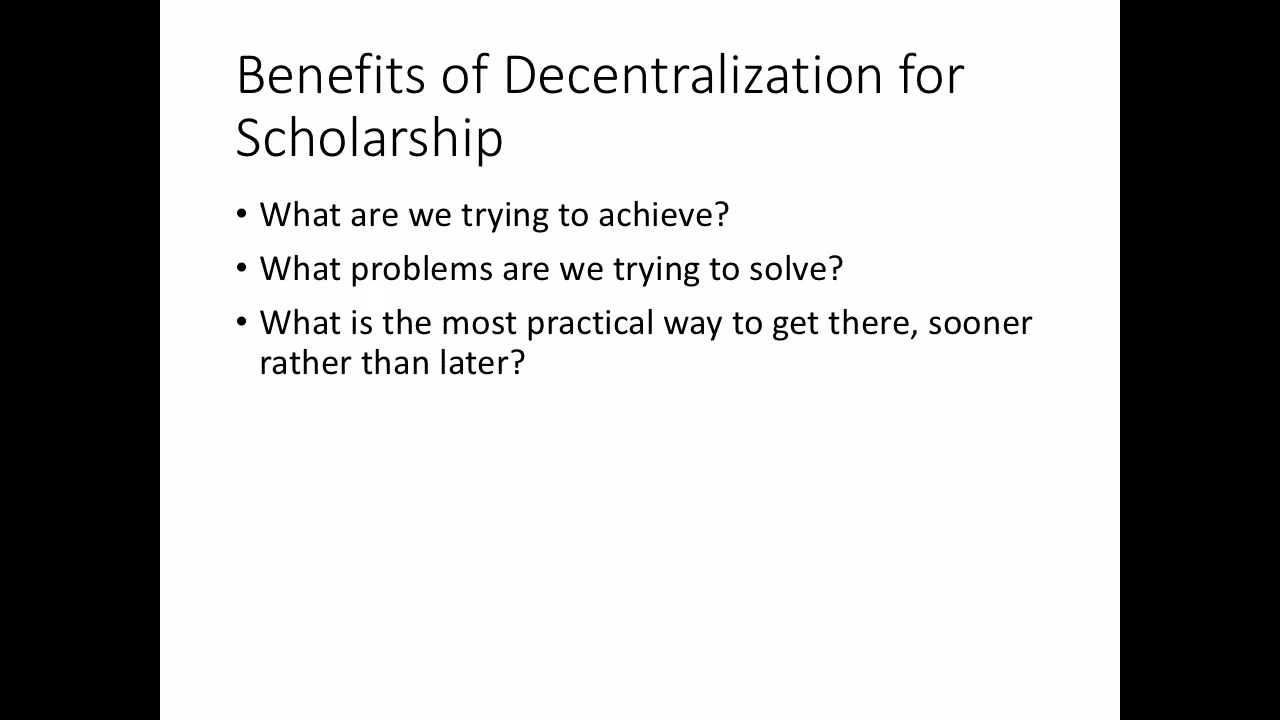 Benefits of Decentralization for
Scholarship
• What are we trying to achieve?
• What problems are we trying to solve?
• What is the most practical way to get there, sooner
rather than later?